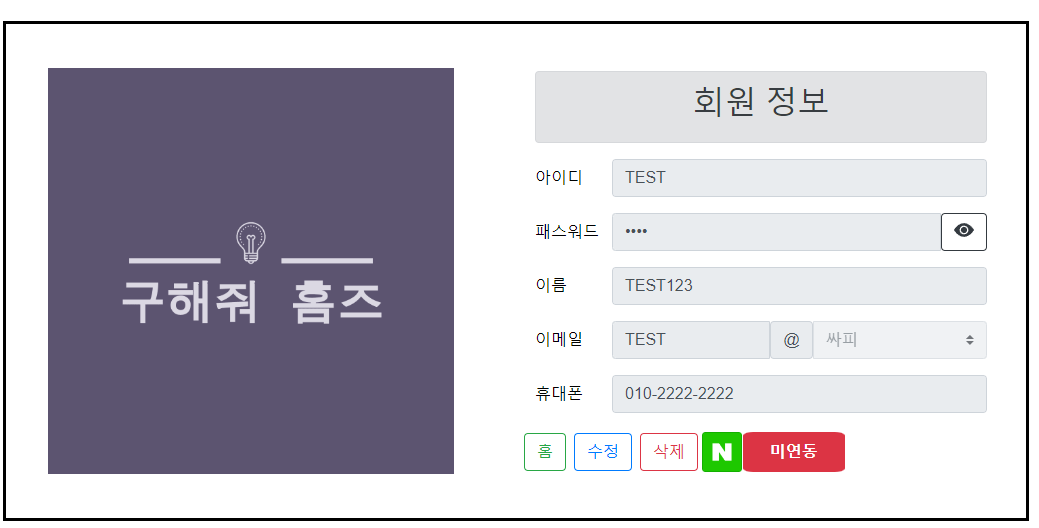 구해줘 홈즈
회원 정보
아이디 TEST
패스워드 ••••
이름 TEST123
이메일 TEST @ 싸피
휴대폰 010-2222-2222
홈 수정 삭제 N 미연동